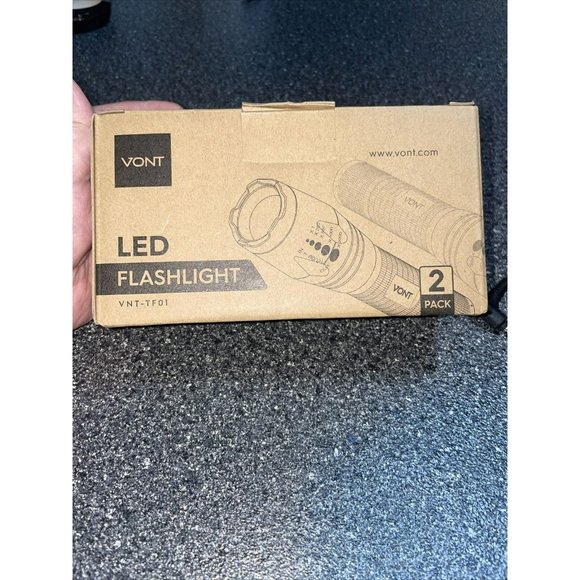 VONT
www.vont.com
LED
FLASHLIGHT
VNT-TF01
VONT
2
PACK